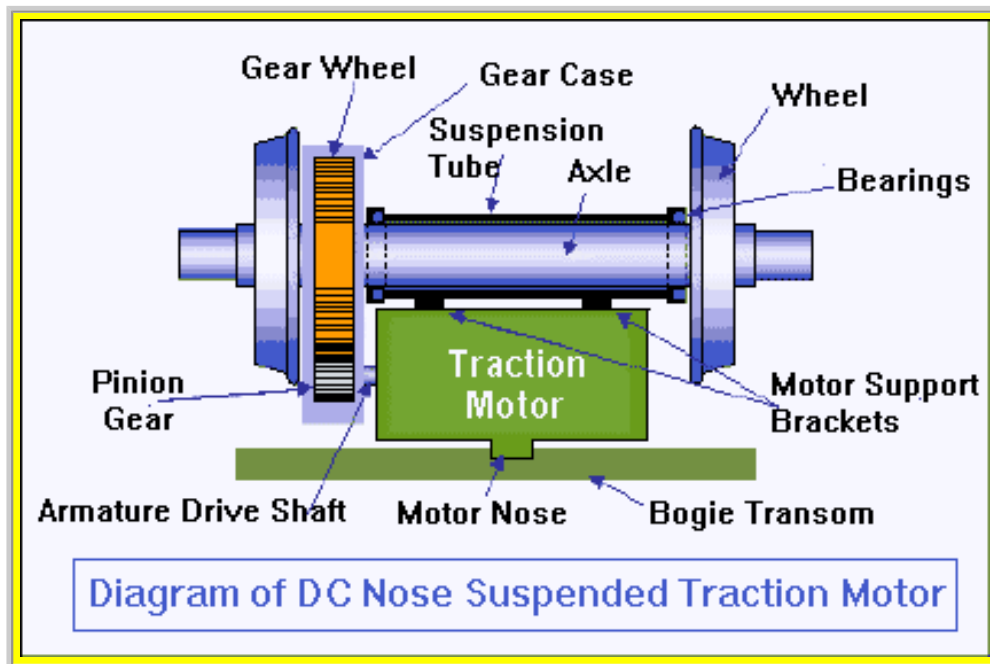 Gear Wheel
Gear Case
Wheel
Suspension
Tube
Axle
Bearings
Traction
Motor
Pinion
Gear
Motor Support
Brackets
Armature Drive Shaft
Motor Nose
Bogie Transom
Diagram of DC Nose Suspended Traction Motor